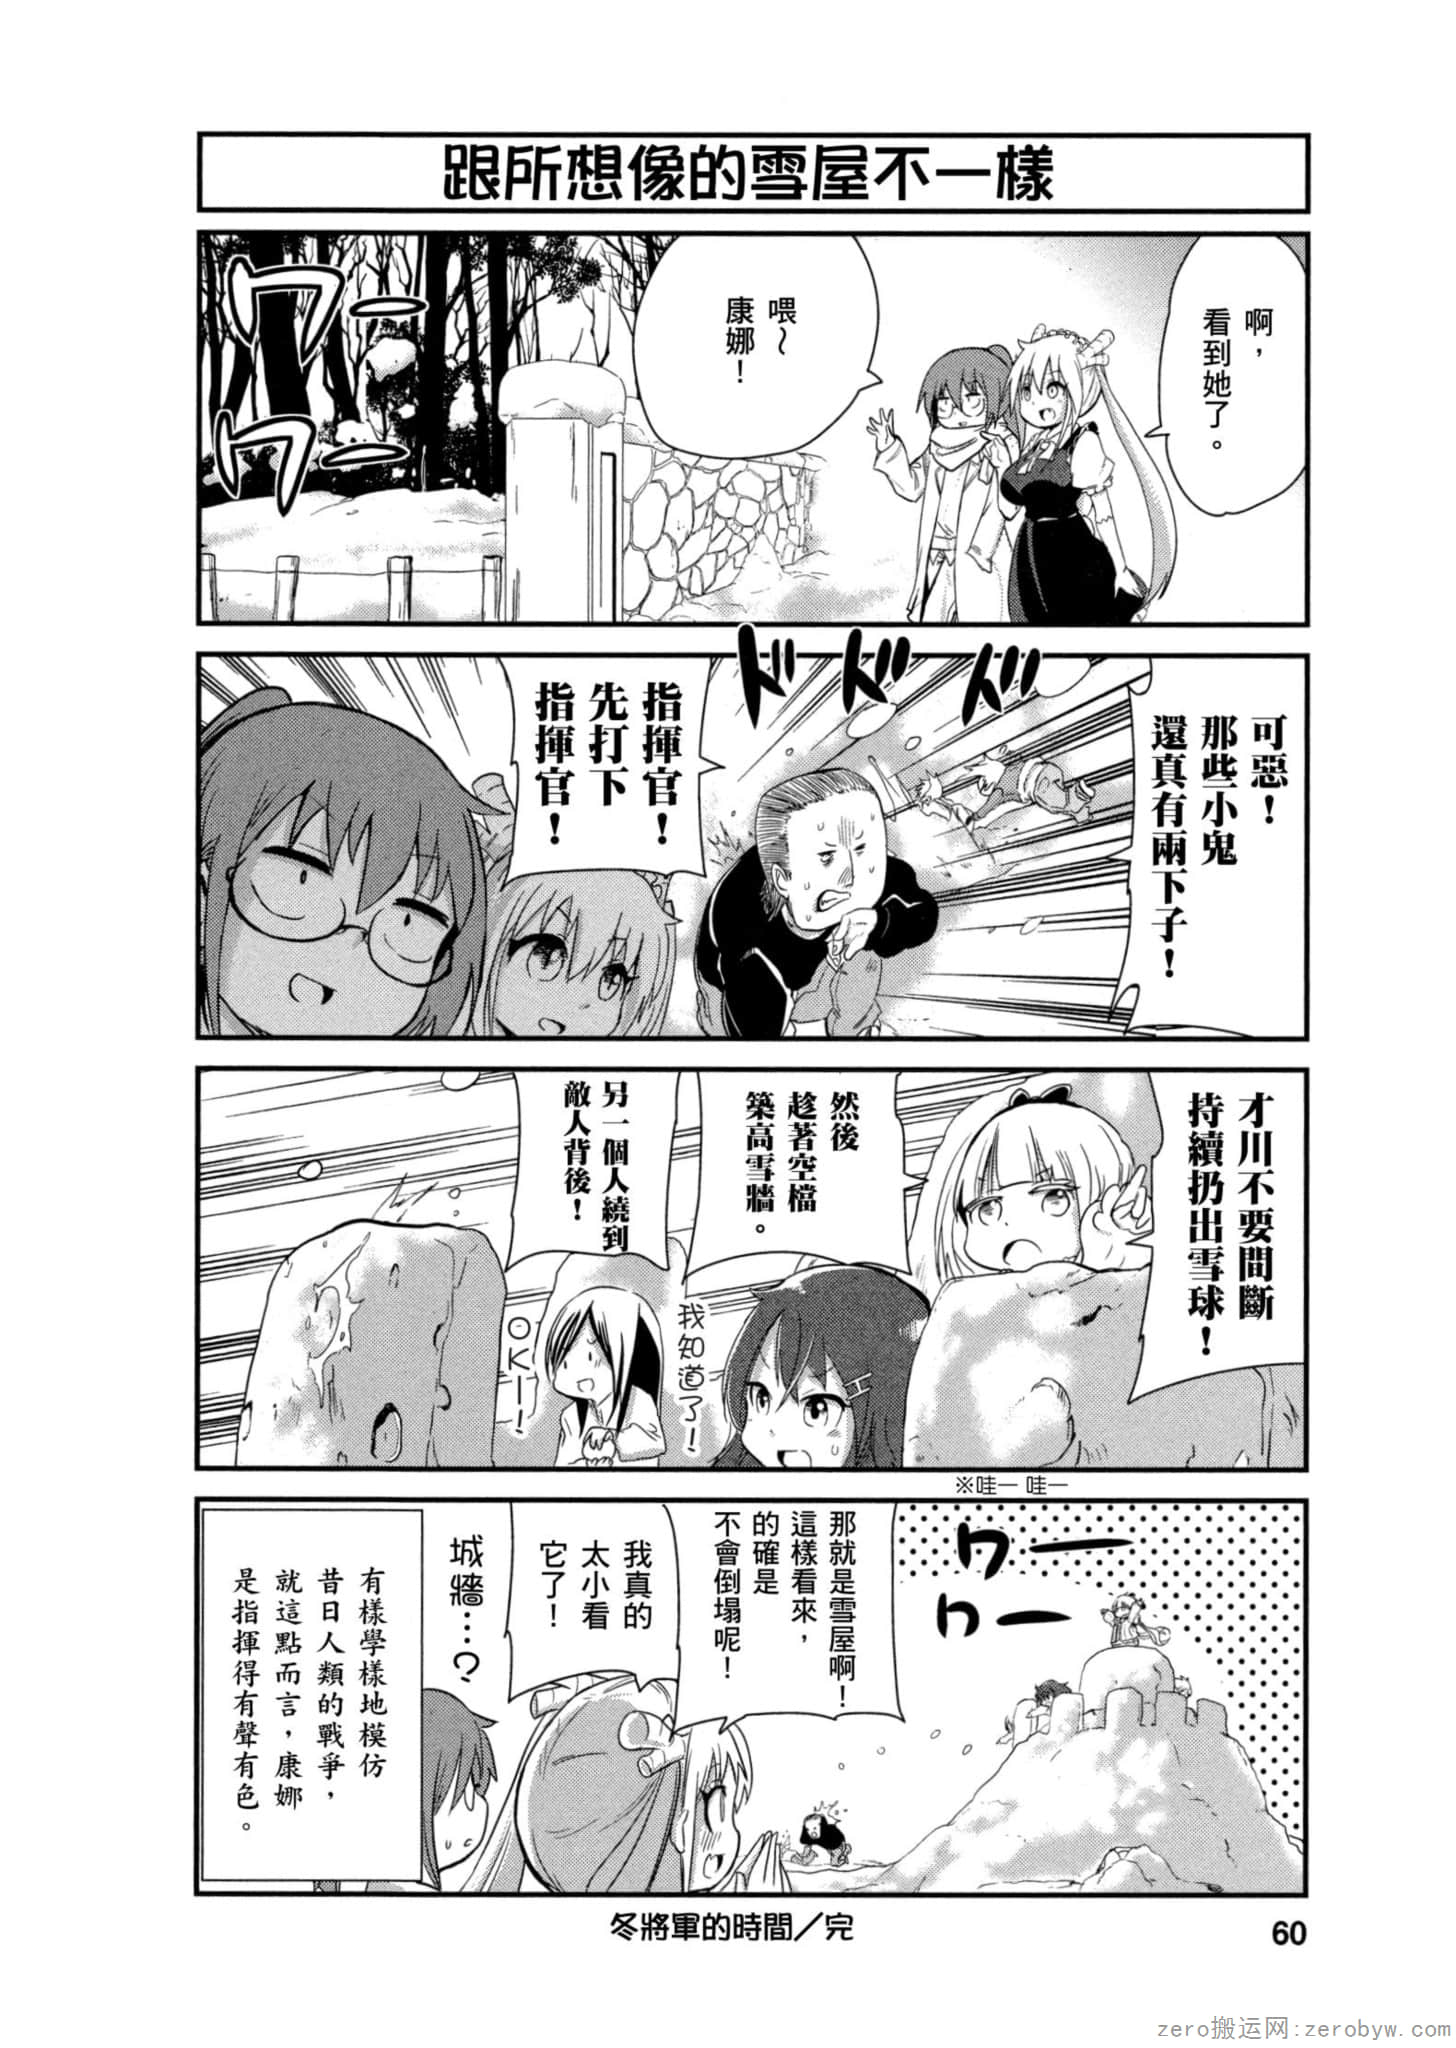 跟所想像的雪屋不一樣
啊，
看到她了。
喂～
康娜！
ワー
ワー
可惡！
那些小鬼
還真有兩下子！
ドドド
指揮官！
先打下
指揮官！
才川不要間斷
持續扔出雪球！
然後
趁著空檔
築高雪牆。
我知道了！
另一個人繞到
敵人背後！
OKー！
※哇ー 哇ー
ワー
ワー
那就是雪屋啊！
這樣看來，
的確是
不會倒塌呢！
我真的
太小看
它了！
城牆…？
有樣學樣地模仿
昔日人類的戰爭，
就這點而言，康娜
是指揮得有聲有色。
冬將軍的時間／完
60
zero搬运网:zerobyw.com